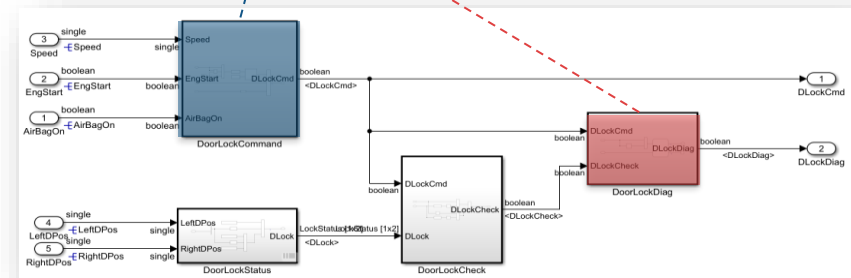 3
single
Speed
Speed
single
Speed
2
boolean
EngStart
EngStart
boolean
EngStart
DLockCmd
boolean
<DLockCmd>
1
DLockCmd
1
boolean
AirBagOn
AirBagOn
boolean
AirBagOn
DoorLockCommand
boolean
DLockCmd
DLockDiag
boolean
<DLockDiag>
2
DLockDiag
boolean
DLockCheck
DoorLockDiag
boolean
DLockCmd
DLockCheck
boolean
<DLockCheck>
DLock
DoorLockCheck
4
single
LeftDPos
LeftDPos
single
LeftDPos
DLock
<DLock>
5
single
RightDPos
RightDPos
single
RightDPos
DoorLockStatus